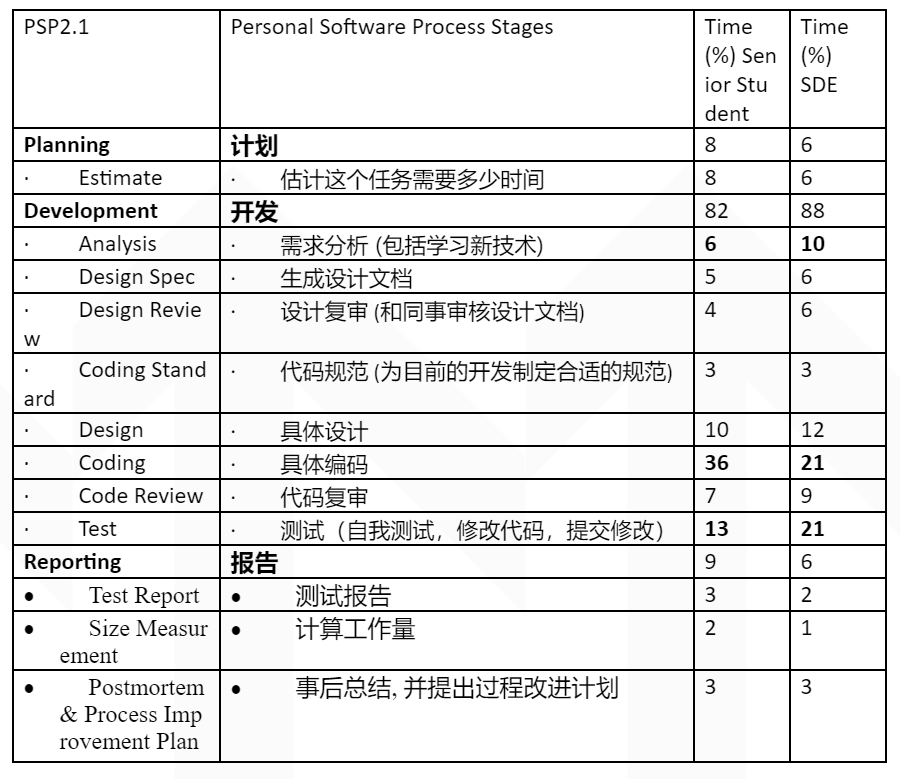 PSP2.1 Personal Software Process Stages Time (%) Senior Student Time (%) SDE
Planning 计划 8 6
· Estimate · 估计这个任务需要多少时间 8 6
Development 开发 82 88
· Analysis · 需求分析 (包括学习新技术) 6 10
· Design Spec · 生成设计文档 5 6
· Design Review · 设计复审 (和同事审核设计文档) 4 6
· Coding Standard · 代码规范 (为目前的开发制定合适的规范) 3 3
· Design · 具体设计 10 12
· Coding · 具体编码 36 21
· Code Review · 代码复审 7 9
· Test · 测试（自我测试，修改代码，提交修改） 13 21
Reporting 报告 9 6
● Test Report ● 测试报告 3 2
● Size Measurement ● 计算工作量 2 1
● Postmortem & Process Improvement Plan ● 事后总结, 并提出过程改进计划 3 3